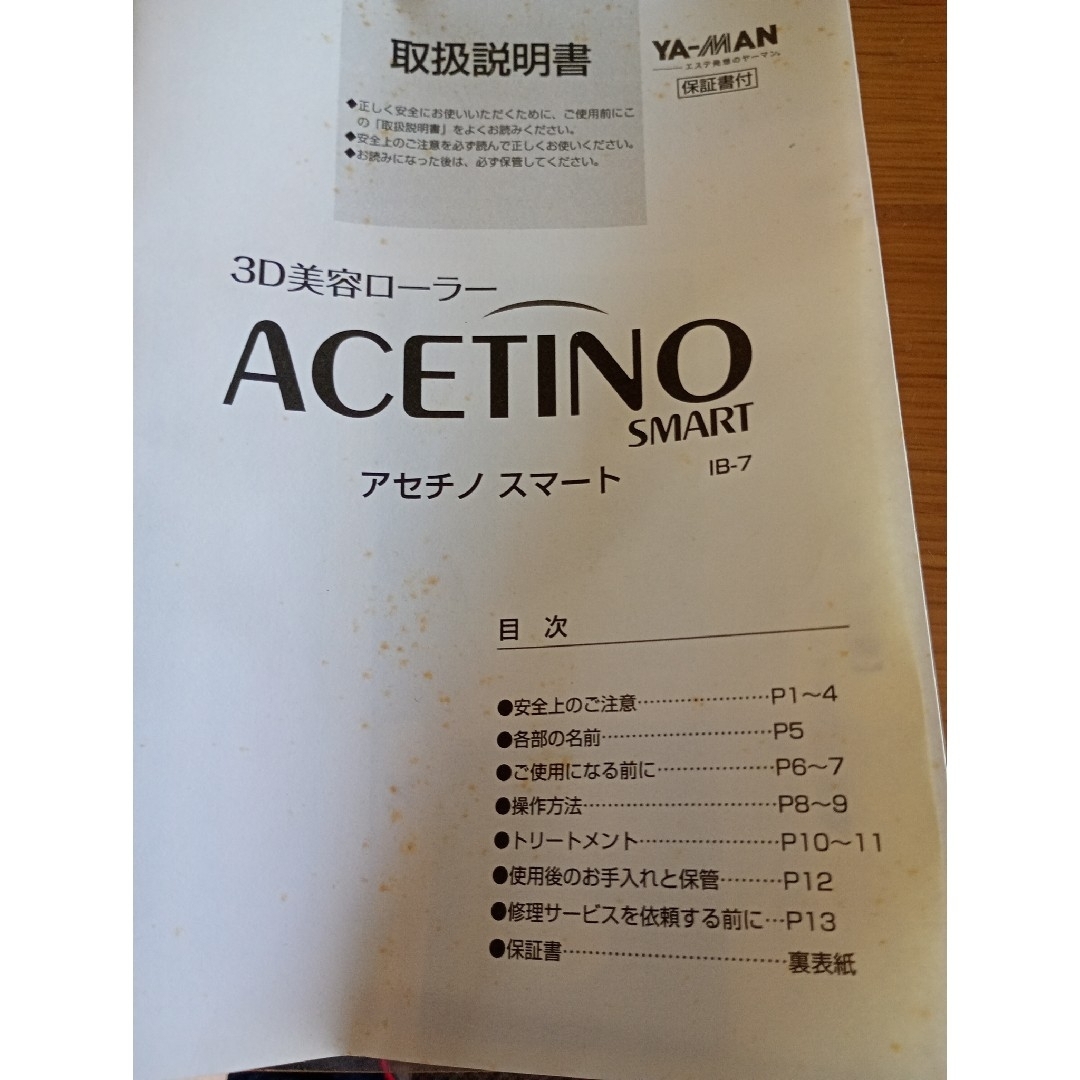 取扱説明書
YA-MAN
エステ発想のヤーマン。
保証書付
◆正しく安全にお使いいただくために、ご使用前にこ
の「取扱説明書」をよくお読みください。
◆安全上のご注意を必ず読んで正しくお使いください。
◆お読みになった後は、必ず保管してください。
3D美容ローラー
ACETINO
SMART
アセチノ スマート
IB-7
目 次
●安全上のご注意……………………P1〜4
●各部の名前…………………………P5
●ご使用になる前に…………………P6〜7
●操作方法……………………………P8〜9
●トリートメント……………………P10〜11
●使用後のお手入れと保管………P12
●修理サービスを依頼する前に…P13
●保証書…………………………………裏表紙